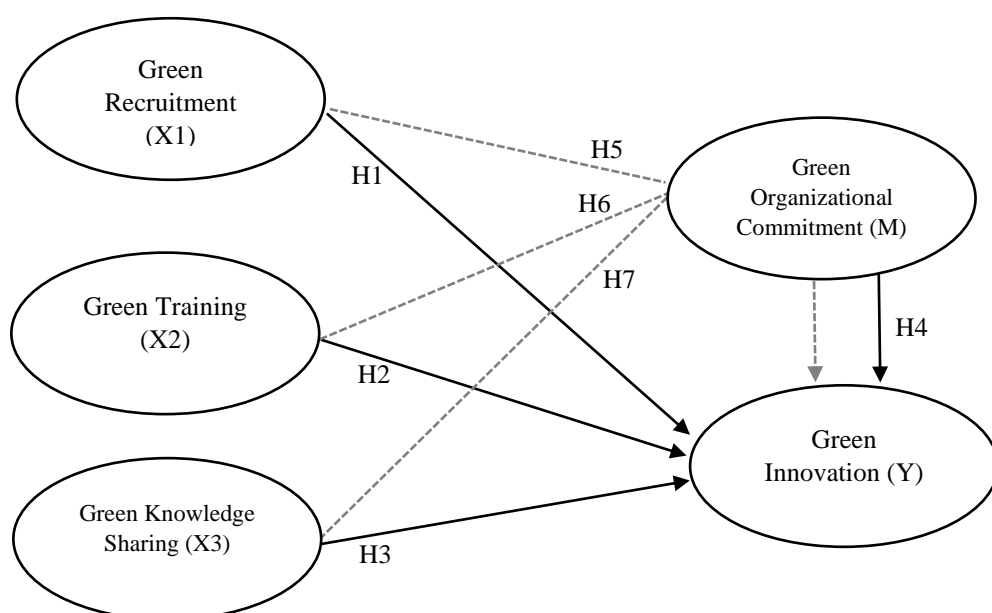 Green
Recruitment
(X1)
H5
H1
Green
Organizational
Commitment (M)
H6
H7
Green Training
(X2)
H4
H2
Green
Innovation (Y)
Green Knowledge
Sharing (X3)
H3